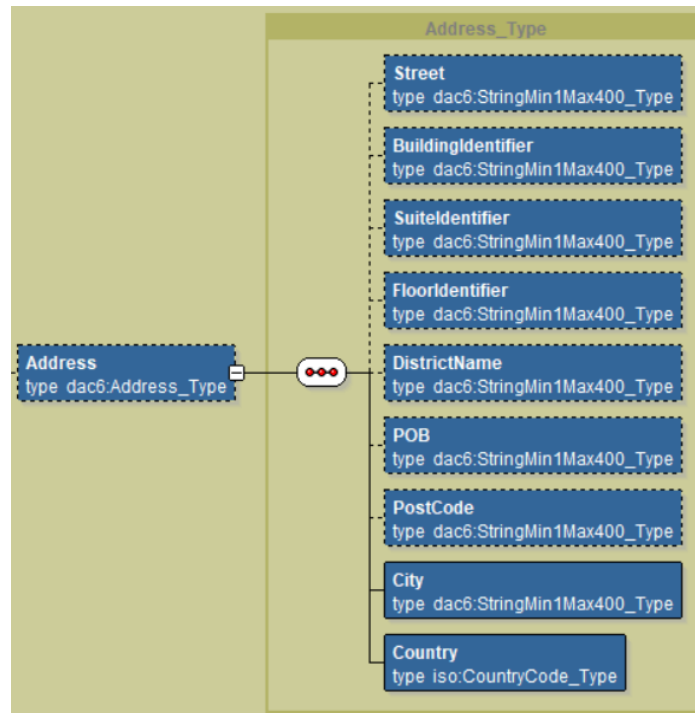 Address_Type
Street
type dac6:StringMin1Max400_Type
BuildingIdentifier
type dac6:StringMin1Max400_Type
SuiteIdentifier
type dac6:StringMin1Max400_Type
FloorIdentifier
type dac6:StringMin1Max400_Type
Address
type dac6:Address_Type
DistrictName
type dac6:StringMin1Max400_Type
POB
type dac6:StringMin1Max400_Type
PostCode
type dac6:StringMin1Max400_Type
City
type dac6:StringMin1Max400_Type
Country
type iso:CountryCode_Type